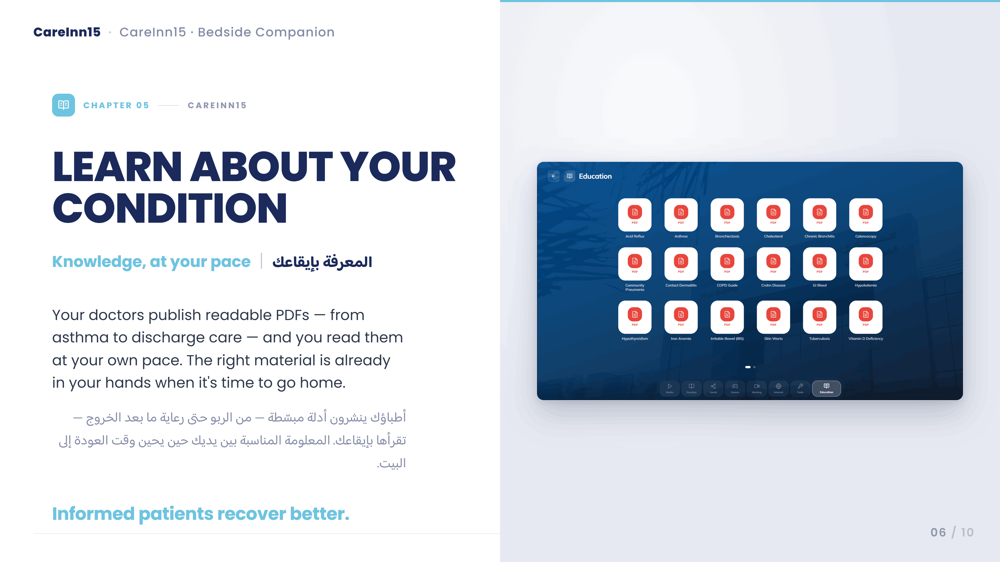 CareInn15 · CareInn15 · Bedside Companion
CHAPTER 05 — CAREINN15
LEARN ABOUT YOUR
CONDITION
Knowledge, at your pace | المعرفة بإيقاعك
Your doctors publish readable PDFs — from
asthma to discharge care — and you read them
at your own pace. The right material is already
in your hands when it's time to go home.
أطباؤك ينشرون أدلة مبسّطة — من الربو حتى رعاية ما بعد الخروج —
تقرأها بإيقاعك. المعلومة المناسبة بين يديك حين يحين وقت العودة إلى
البيت.
Informed patients recover better.
Education
PDF PDF PDF PDF PDF PDF
Acid Reflux Asthma Bronchiectasis Cholesterol Chronic Bronchitis Colonoscopy
PDF PDF PDF PDF PDF PDF
Community Pneumonia Contact Dermatitis COPD Guide Crohn Disease GI Bleed Hypokalemia
PDF PDF PDF PDF PDF PDF
Hypothyroidism Iron Anemia Irritable Bowel (IBS) Skin Warts Tuberculosis Vitamin D Deficiency
Media Reading Social Games Meeting Internet Tools Education
06 / 10